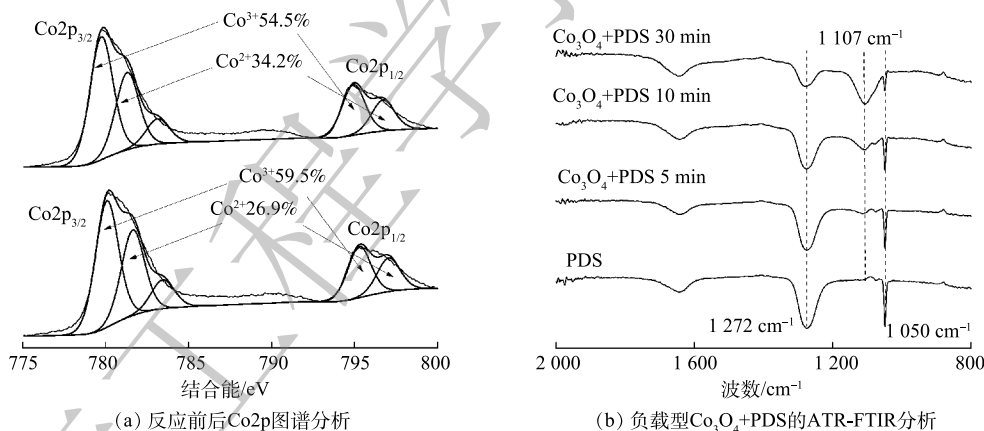 Co2p3/2
Co³⁺54.5%
Co²⁺34.2%
Co2p1/2
Co³⁺59.5%
Co2p3/2
Co²⁺26.9%
Co2p1/2
775 780 785 790 795 800
结合能/eV
(a) 反应前后Co2p图谱分析
Co₃O₄+PDS 30 min
1 107 cm⁻¹
Co₃O₄+PDS 10 min
Co₃O₄+PDS 5 min
PDS
1 272 cm⁻¹
1 050 cm⁻¹
2 000 1 600 1 200 800
波数/cm⁻¹
(b) 负载型Co₃O₄+PDS的ATR-FTIR分析